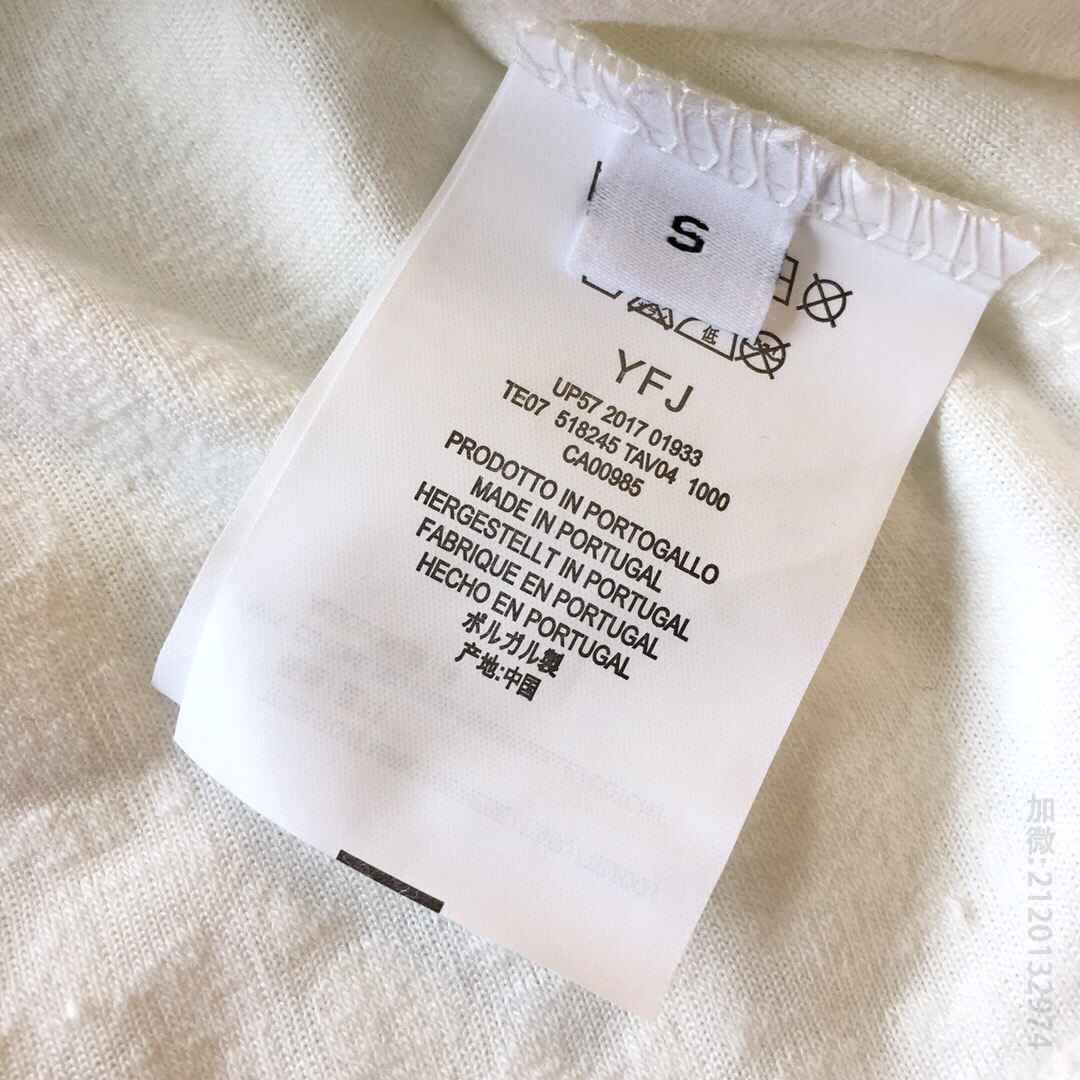 S
低
YFJ
UP57 2017 01933
TE07 518245 TAV04 1000
CA00985
PRODOTTO IN PORTOGALLO
MADE IN PORTUGAL
HERGESTELLT IN PORTUGAL
FABRIQUE EN PORTUGAL
HECHO EN PORTUGAL
ポルガル製
产地:中国
加微:2120132974